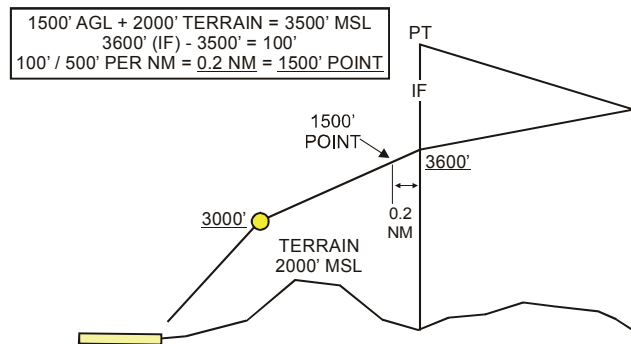 1500' AGL + 2000' TERRAIN = 3500' MSL
3600' (IF) - 3500' = 100'
100' / 500' PER NM = 0.2 NM = 1500' POINT
PT
IF
1500'
POINT
3600'
0.2
NM
3000'
TERRAIN
2000' MSL